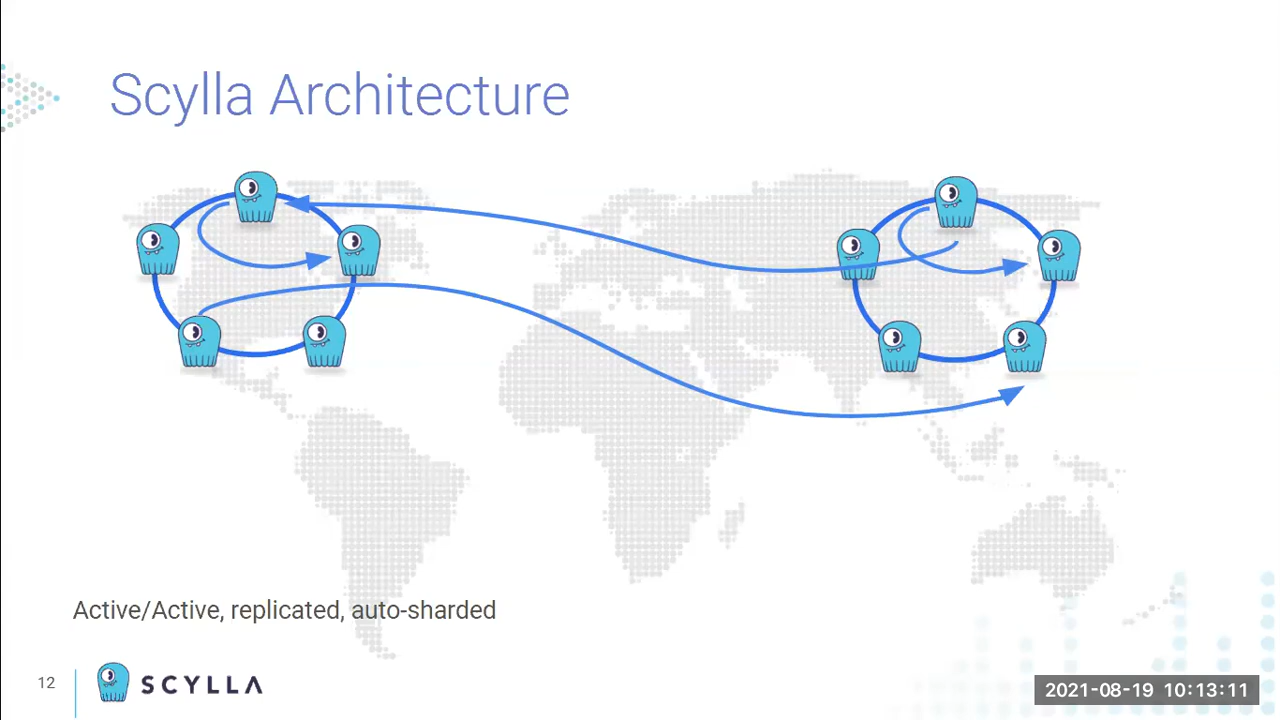 Scylla Architecture
Active/Active, replicated, auto-sharded
12
SCYLLA
2021-08-19 10:13:11